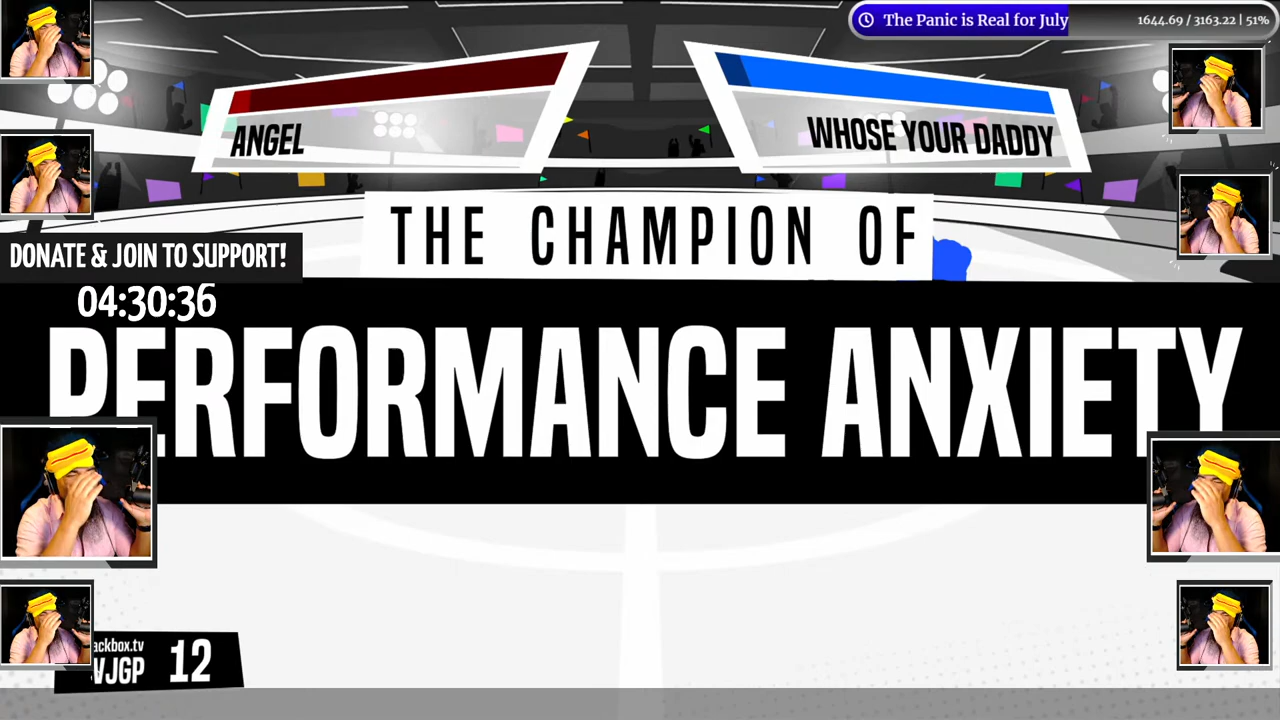 The Panic is Real for July
1644.69 / 3163.22 | 51%
ANGEL
WHOSE YOUR DADDY
THE CHAMPION OF
DONATE & JOIN TO SUPPORT!
04:30:36
PERFORMANCE ANXIETY
ackbox.tv
VJGP
12